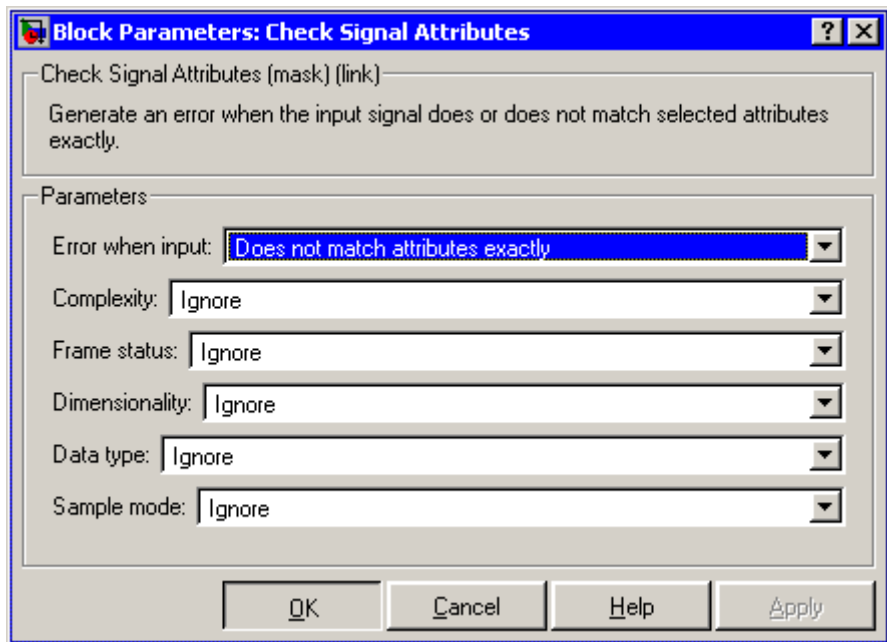 Block Parameters: Check Signal Attributes
Check Signal Attributes (mask) (link)
Generate an error when the input signal does or does not match selected attributes
exactly.
Parameters
Error when input: Does not match attributes exactly
Complexity: Ignore
Frame status: Ignore
Dimensionality: Ignore
Data type: Ignore
Sample mode: Ignore
OK Cancel Help Apply